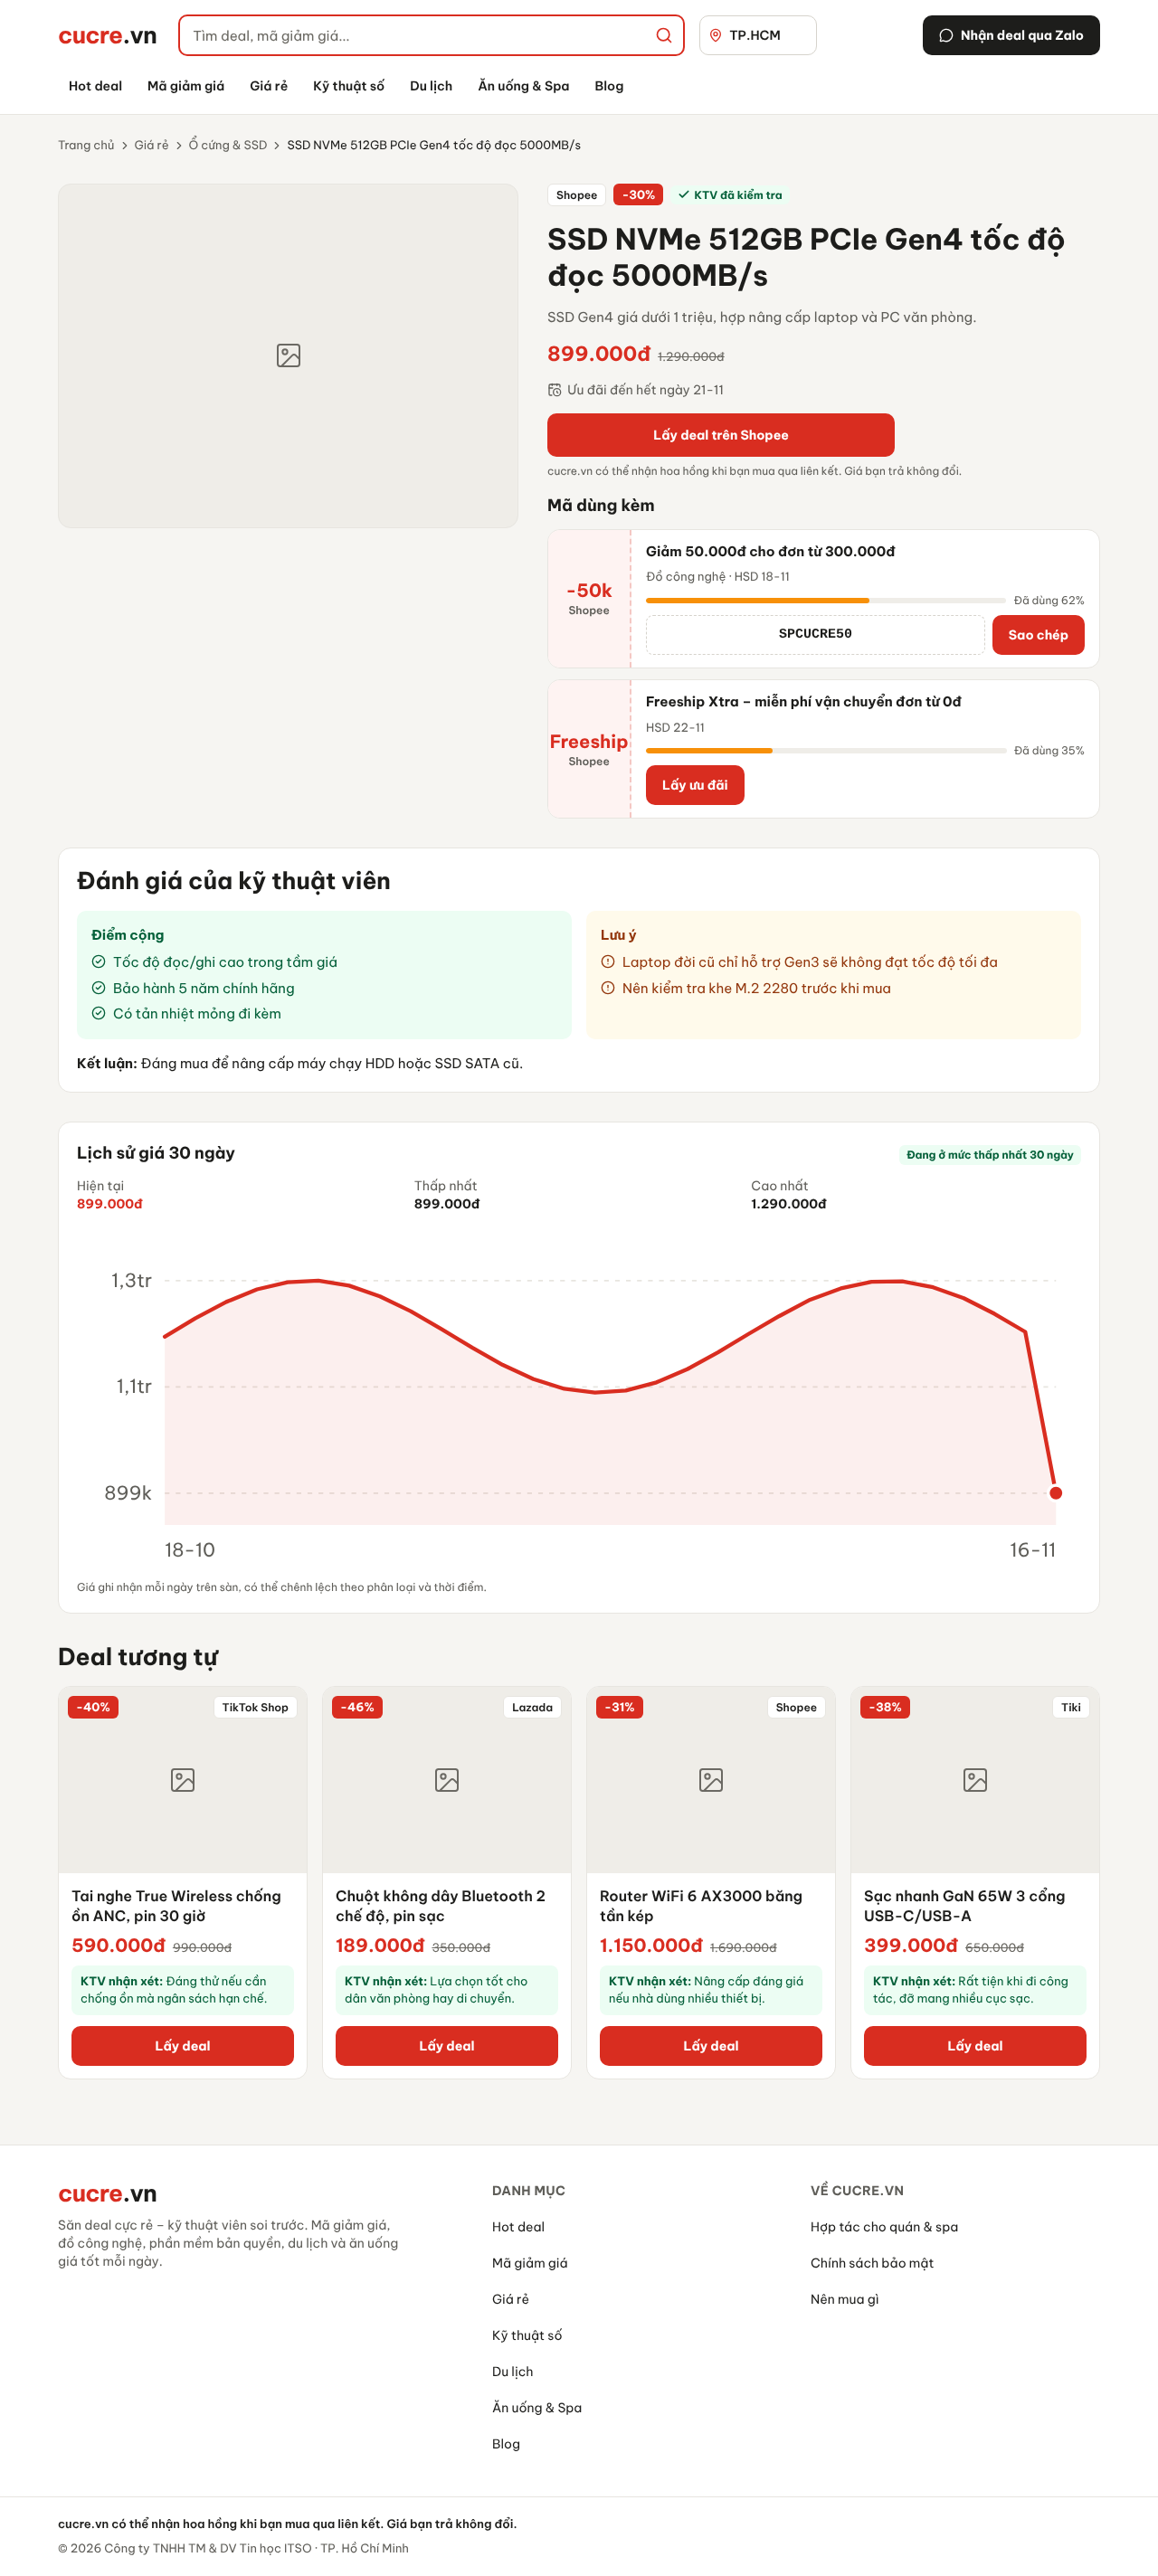 cucre.vn
Tìm deal, mã giảm giá...
TP.HCM
Nhận deal qua Zalo
Hot deal Mã giảm giá Giá rẻ Kỹ thuật số Du lịch Ăn uống & Spa Blog
Trang chủ > Giá rẻ > Ổ cứng & SSD > SSD NVMe 512GB PCIe Gen4 tốc độ đọc 5000MB/s
Shopee -30% KTV đã kiểm tra
SSD NVMe 512GB PCIe Gen4 tốc độ
đọc 5000MB/s
SSD Gen4 giá dưới 1 triệu, hợp nâng cấp laptop và PC văn phòng.
899.000đ 1.290.000đ
Ưu đãi đến hết ngày 21-11
Lấy deal trên Shopee
cucre.vn có thể nhận hoa hồng khi bạn mua qua liên kết. Giá bạn trả không đổi.
Mã dùng kèm
-50k
Shopee
Giảm 50.000đ cho đơn từ 300.000đ
Đồ công nghệ · HSD 18-11
Đã dùng 62%
SPCUCRE50
Sao chép
Freeship
Shopee
Freeship Xtra – miễn phí vận chuyển đơn từ 0đ
HSD 22-11
Đã dùng 35%
Lấy ưu đãi
Đánh giá của kỹ thuật viên
Điểm cộng
Tốc độ đọc/ghi cao trong tầm giá
Bảo hành 5 năm chính hãng
Có tản nhiệt mỏng đi kèm
Lưu ý
Laptop đời cũ chỉ hỗ trợ Gen3 sẽ không đạt tốc độ tối đa
Nên kiểm tra khe M.2 2280 trước khi mua
Kết luận: Đáng mua để nâng cấp máy chạy HDD hoặc SSD SATA cũ.
Lịch sử giá 30 ngày
Đang ở mức thấp nhất 30 ngày
Hiện tại Thấp nhất Cao nhất
899.000đ 899.000đ 1.290.000đ
1,3tr
1,1tr
899k
18-10 16-11
Giá ghi nhận mỗi ngày trên sàn, có thể chênh lệch theo phân loại và thời điểm.
Deal tương tự
-40% TikTok Shop
Tai nghe True Wireless chống
ồn ANC, pin 30 giờ
590.000đ 990.000đ
KTV nhận xét: Đáng thử nếu cần
chống ồn mà ngân sách hạn chế.
Lấy deal
-46% Lazada
Chuột không dây Bluetooth 2
chế độ, pin sạc
189.000đ 350.000đ
KTV nhận xét: Lựa chọn tốt cho
dân văn phòng hay di chuyển.
Lấy deal
-31% Shopee
Router WiFi 6 AX3000 băng
tần kép
1.150.000đ 1.690.000đ
KTV nhận xét: Nâng cấp đáng giá
nếu nhà dùng nhiều thiết bị.
Lấy deal
-38% Tiki
Sạc nhanh GaN 65W 3 cổng
USB-C/USB-A
399.000đ 650.000đ
KTV nhận xét: Rất tiện khi đi công
tác, đỡ mang nhiều cục sạc.
Lấy deal
cucre.vn
Săn deal cực rẻ – kỹ thuật viên soi trước. Mã giảm giá,
đồ công nghệ, phần mềm bản quyền, du lịch và ăn uống
giá tốt mỗi ngày.
DANH MỤC
Hot deal
Mã giảm giá
Giá rẻ
Kỹ thuật số
Du lịch
Ăn uống & Spa
Blog
VỀ CUCRE.VN
Hợp tác cho quán & spa
Chính sách bảo mật
Nên mua gì
cucre.vn có thể nhận hoa hồng khi bạn mua qua liên kết. Giá bạn trả không đổi.
© 2026 Công ty TNHH TM & DV Tin học ITSO · TP. Hồ Chí Minh